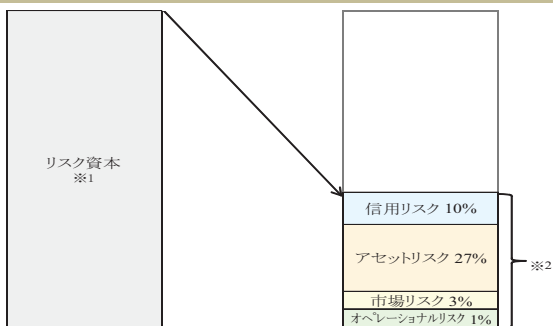 リスク資本
※1
信用リスク 10%
アセットリスク 27%
※2
市場リスク 3%
オペレーショナルリスク 1%